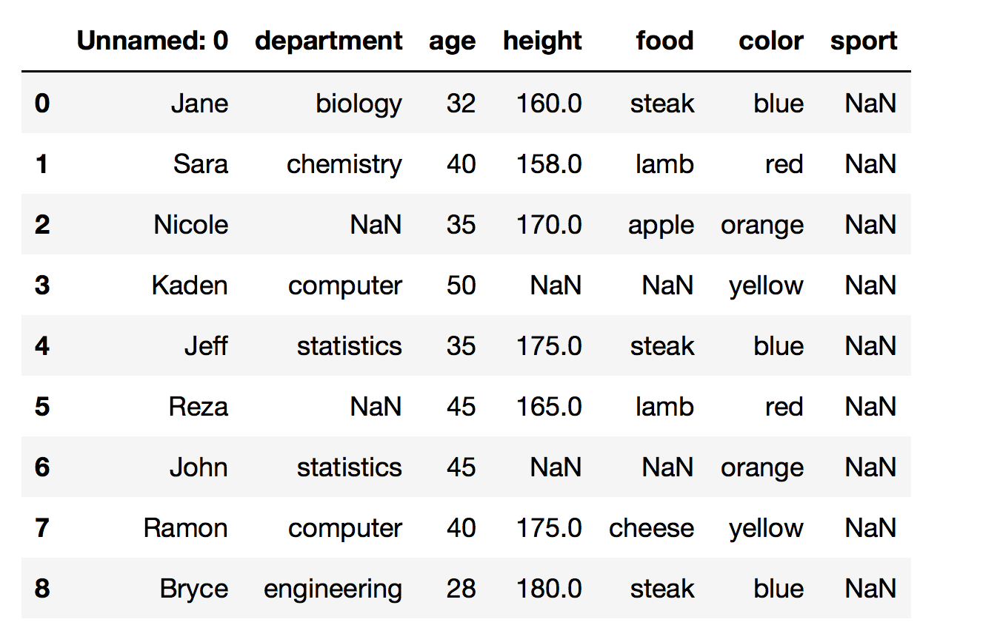 Unnamed: 0 department age height food color sport
0 Jane biology 32 160.0 steak blue NaN
1 Sara chemistry 40 158.0 lamb red NaN
2 Nicole NaN 35 170.0 apple orange NaN
3 Kaden computer 50 NaN NaN yellow NaN
4 Jeff statistics 35 175.0 steak blue NaN
5 Reza NaN 45 165.0 lamb red NaN
6 John statistics 45 NaN NaN orange NaN
7 Ramon computer 40 175.0 cheese yellow NaN
8 Bryce engineering 28 180.0 steak blue NaN